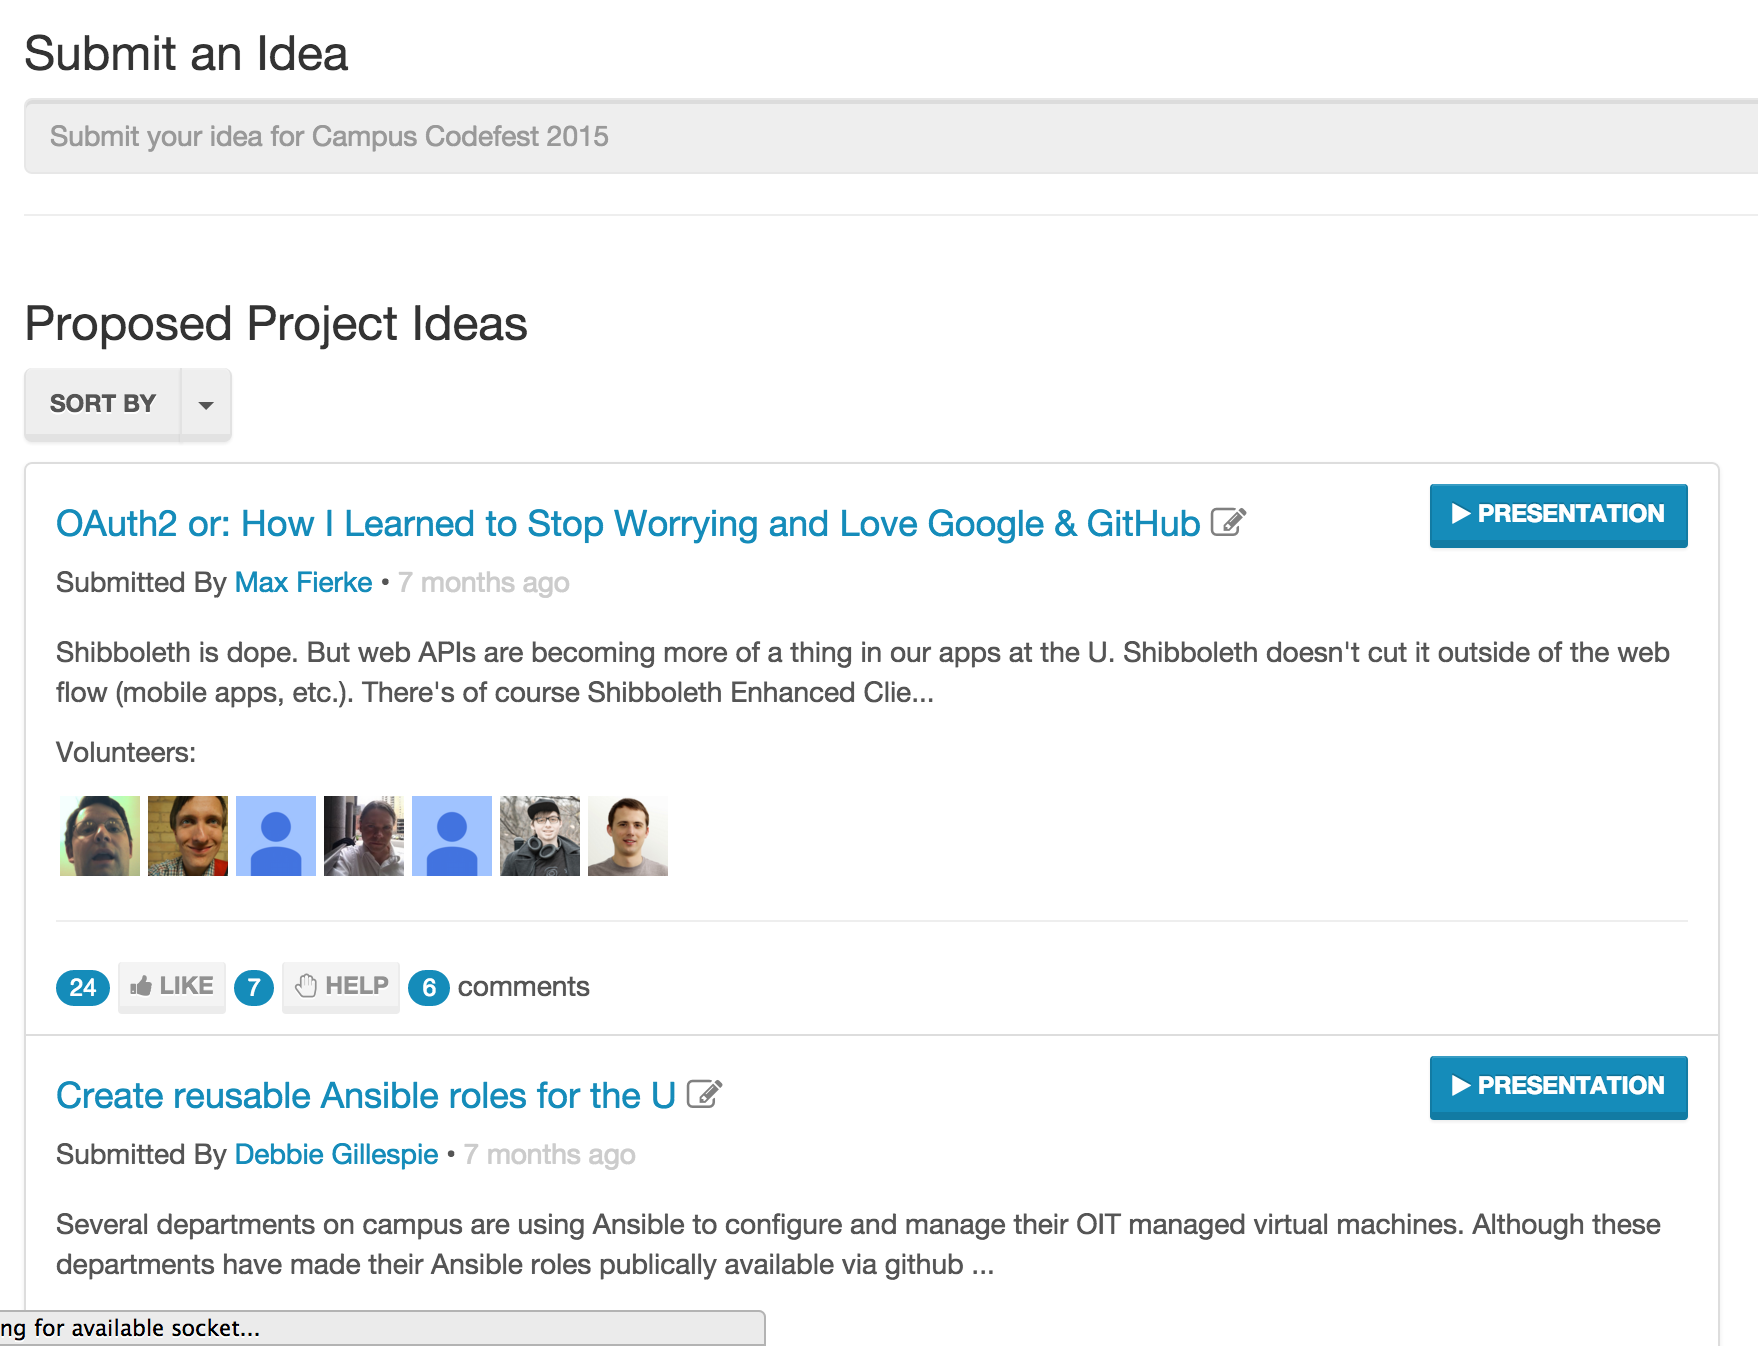 Submit an Idea
Submit your idea for Campus Codefest 2015
Proposed Project Ideas
SORT BY
OAuth2 or: How I Learned to Stop Worrying and Love Google & GitHub
PRESENTATION
Submitted By Max Fierke • 7 months ago
Shibboleth is dope. But web APIs are becoming more of a thing in our apps at the U. Shibboleth doesn't cut it outside of the web
flow (mobile apps, etc.). There's of course Shibboleth Enhanced Clie...
Volunteers:
24 LIKE 7 HELP 6 comments
Create reusable Ansible roles for the U
PRESENTATION
Submitted By Debbie Gillespie • 7 months ago
Several departments on campus are using Ansible to configure and manage their OIT managed virtual machines. Although these
departments have made their Ansible roles publically available via github ...
ng for available socket...